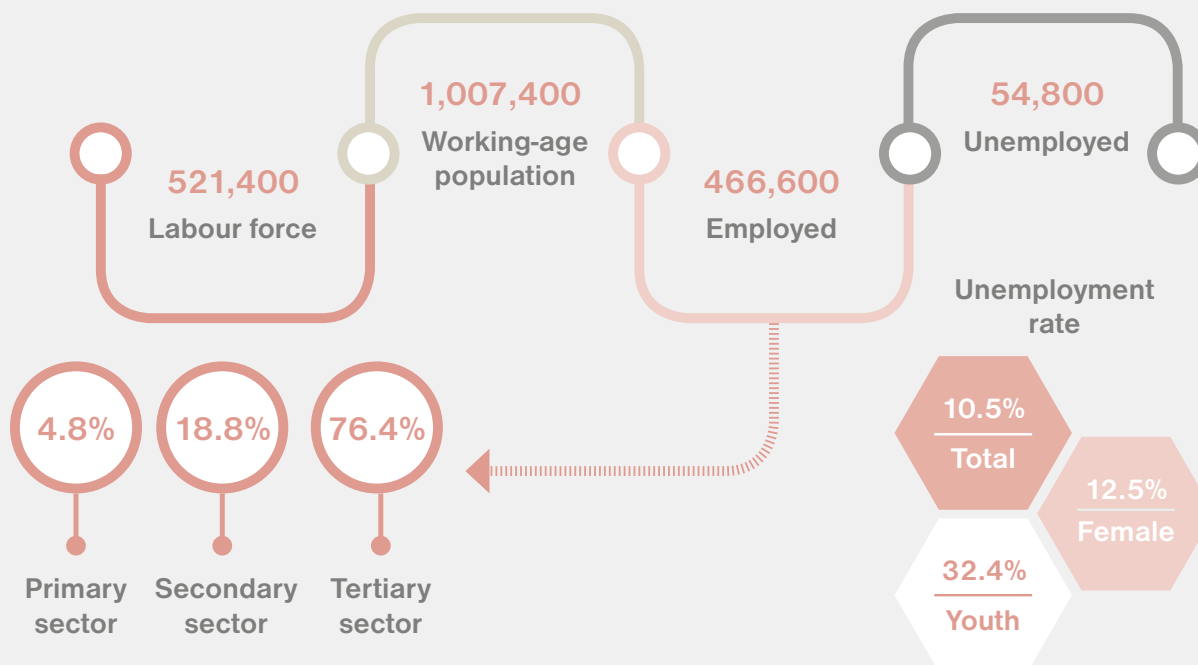 1,007,400
Working-age
population
54,800
Unemployed
521,400
Labour force
466,600
Employed
Unemployment
rate
10.5%
Total
12.5%
Female
32.4%
Youth
4.8%
18.8%
76.4%
Primary
sector
Secondary
sector
Tertiary
sector